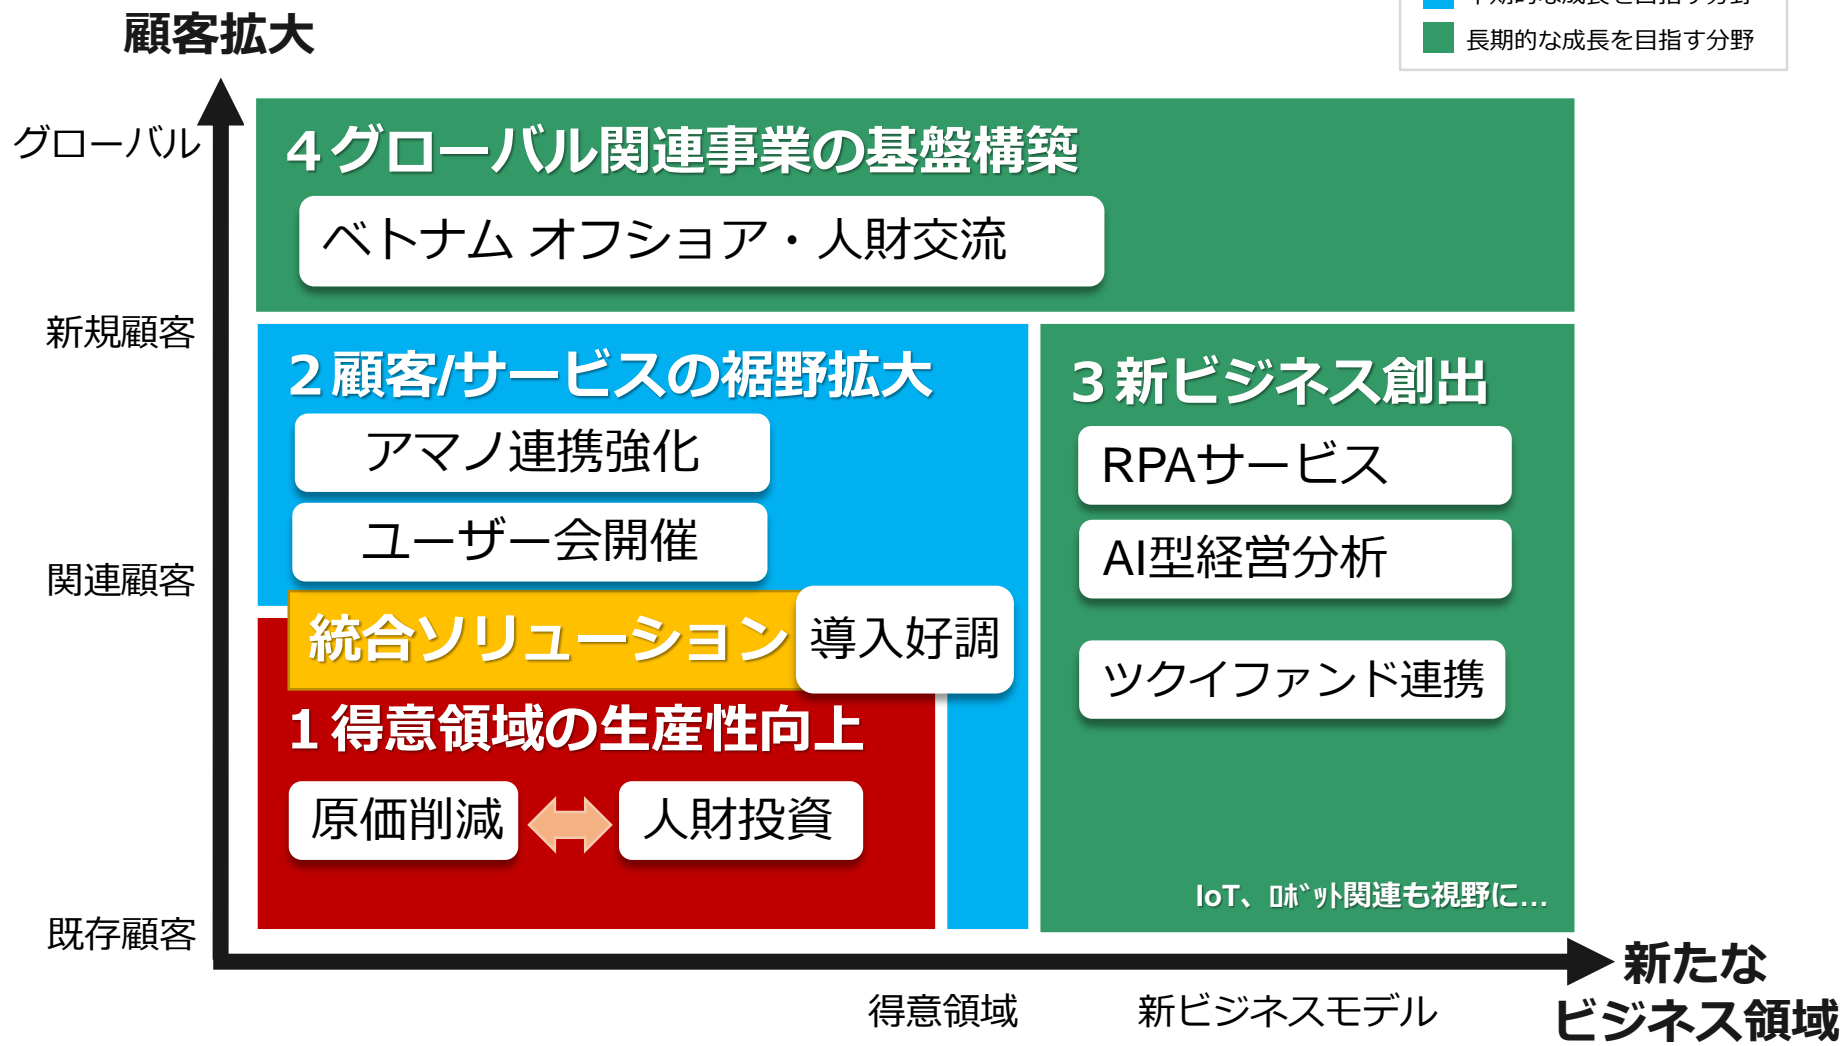 顧客拡大
長期的な成長を目指す分野
グローバル
４グローバル関連事業の基盤構築
ベトナム オフショア・人財交流
新規顧客
２顧客/サービスの裾野拡大
３新ビジネス創出
アマノ連携強化
RPAサービス
ユーザー会開催
AI型経営分析
関連顧客
統合ソリューション
導入好調
ツクイファンド連携
１得意領域の生産性向上
原価削減
人財投資
IoT、ﾛﾎﾞｯﾄ関連も視野に…
既存顧客
新たな
ビジネス領域
得意領域
新ビジネスモデル